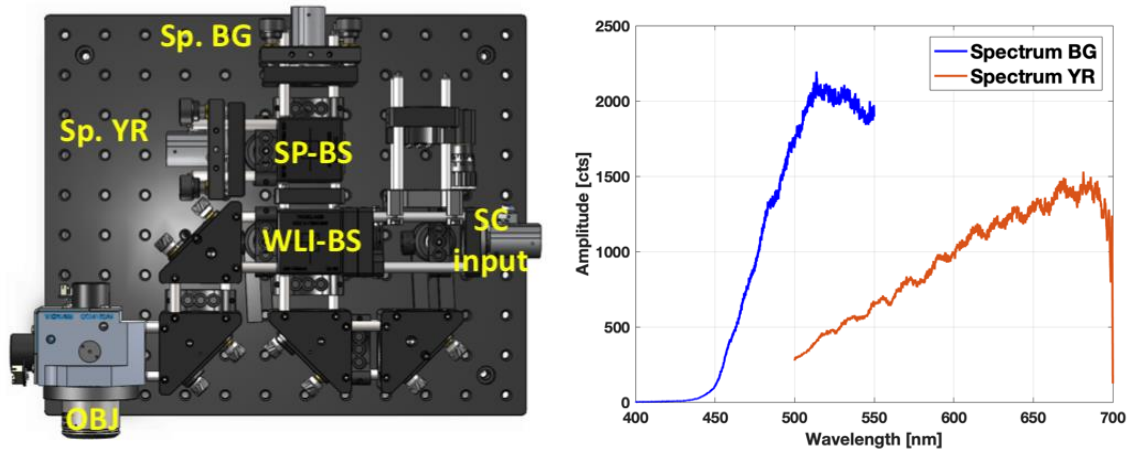 Sp. BG
Sp. YR
SP-BS
WLI-BS
SC
input
OBJ
2500
2000
1500
1000
500
0
Amplitude [cts]
Spectrum BG
Spectrum YR
400
450
500
550
600
650
700
Wavelength [nm]